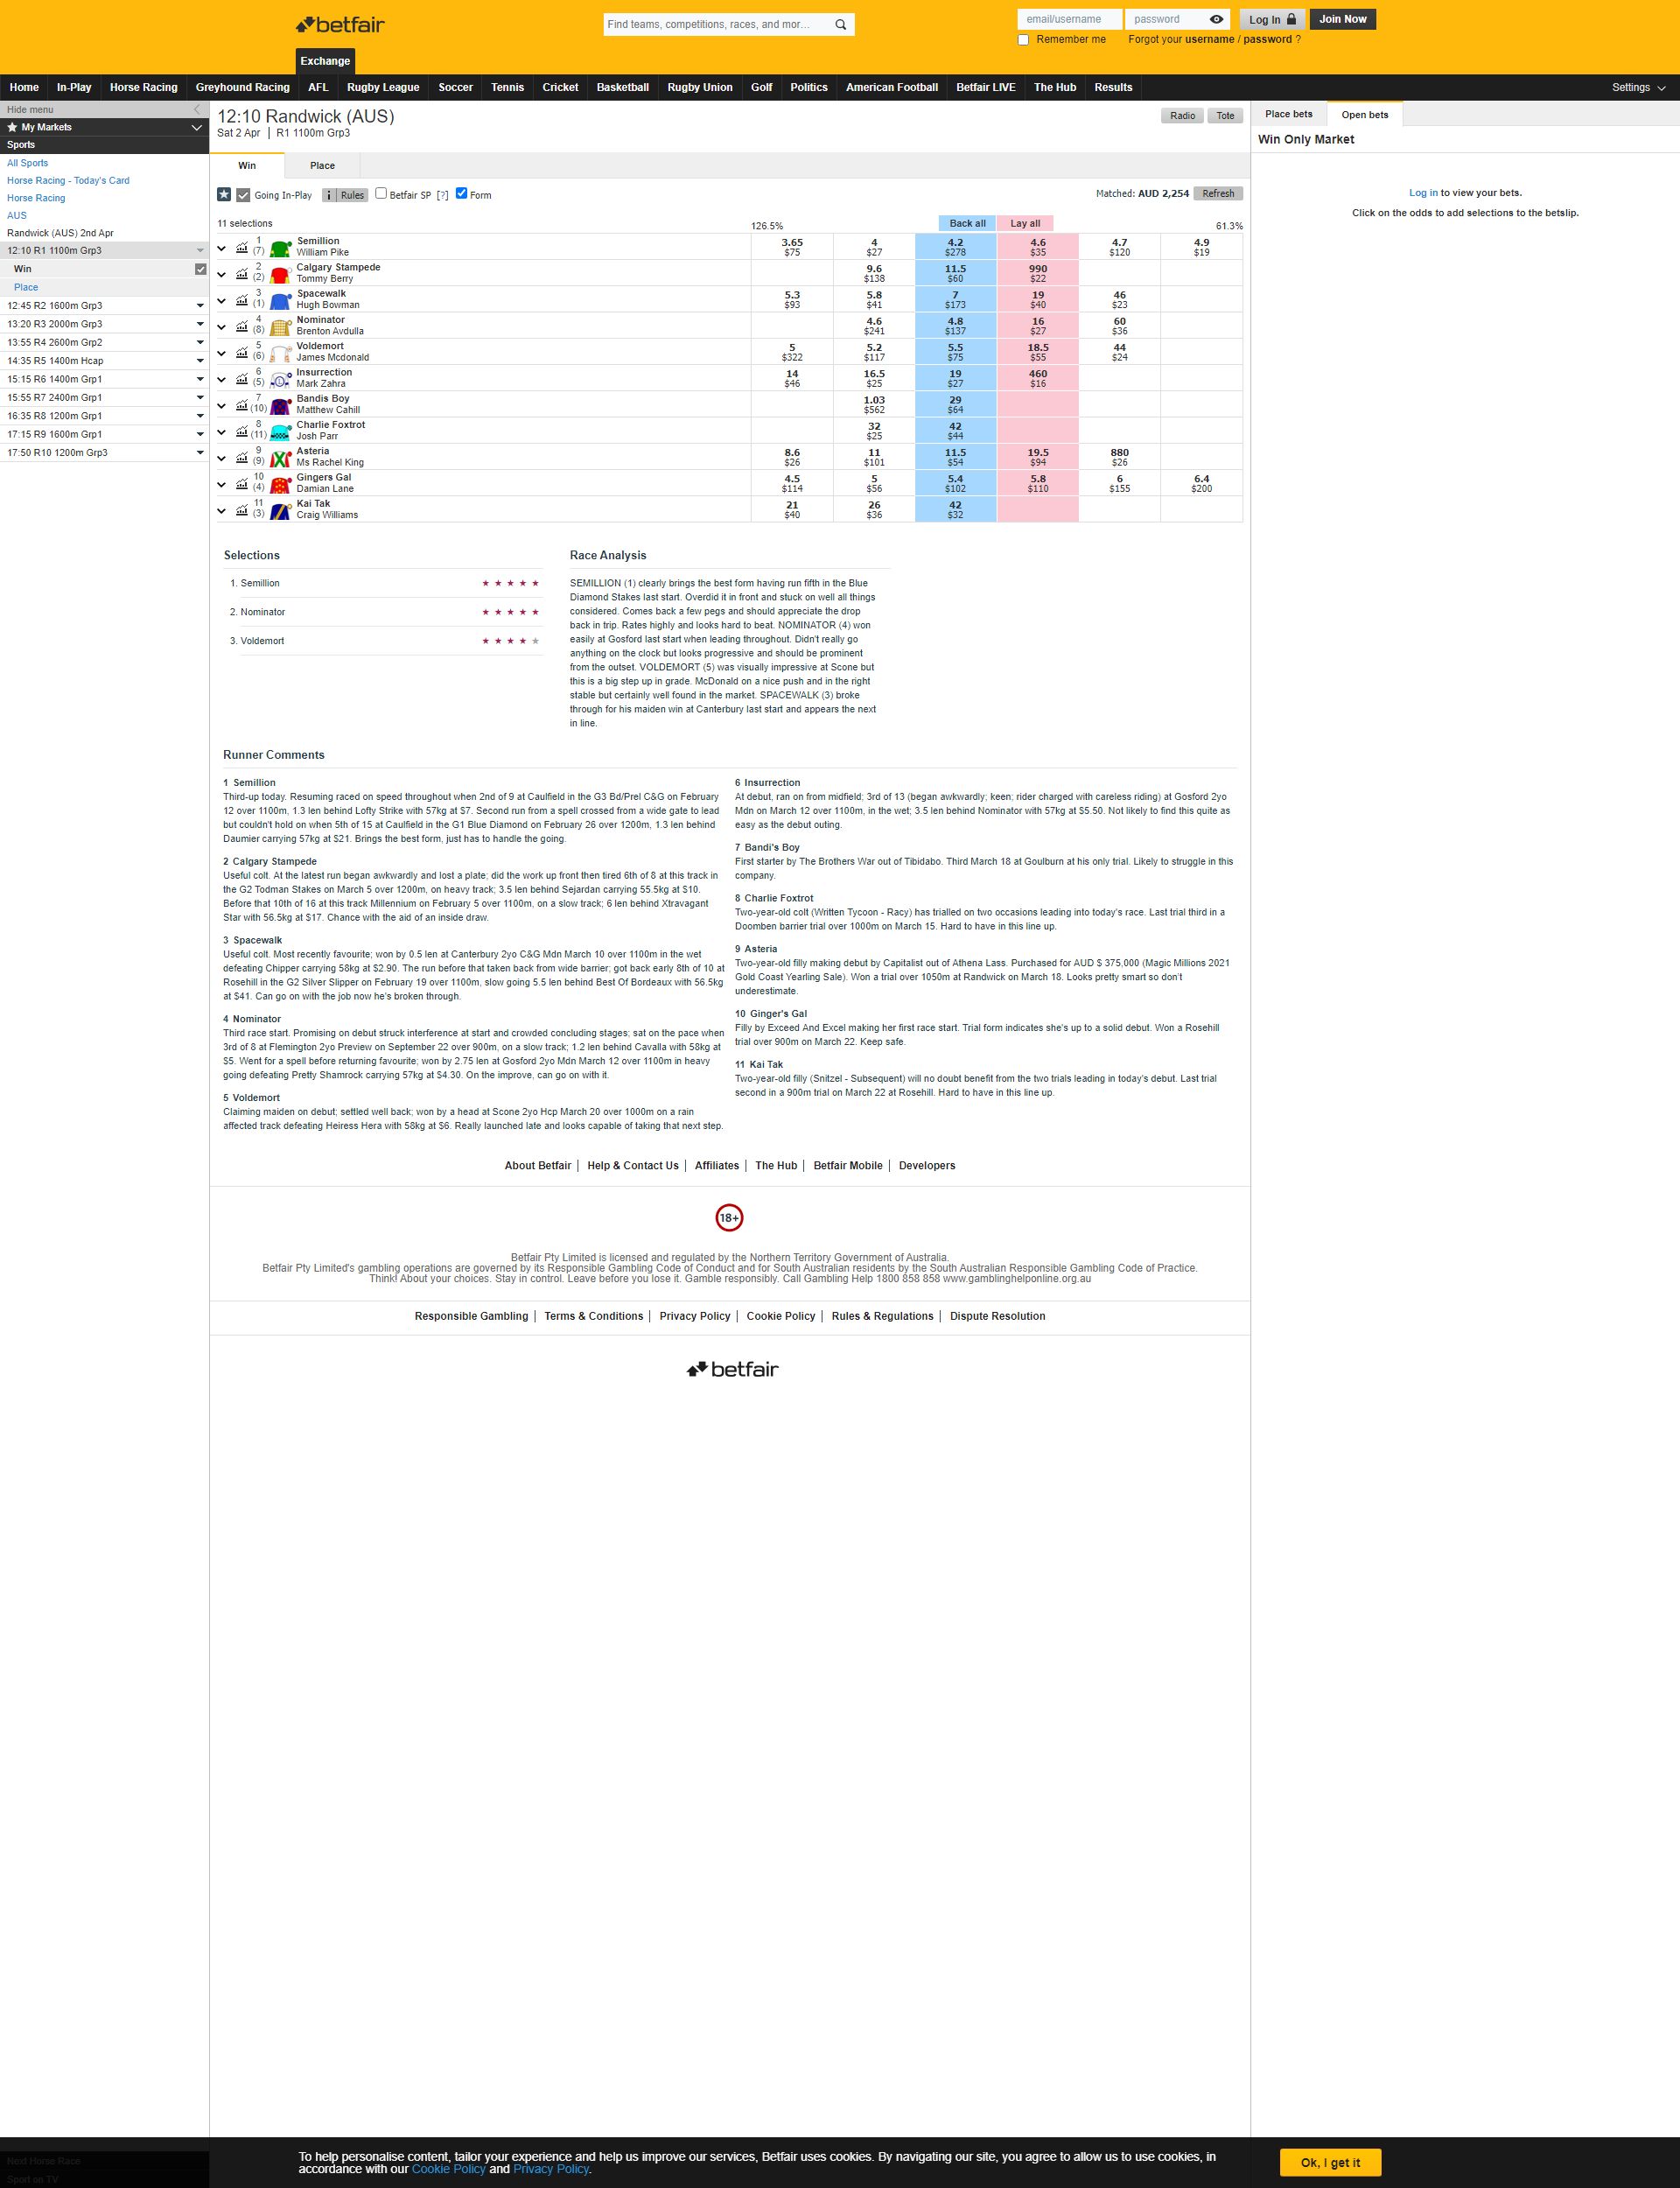 betfair
Find teams, competitions, races, and mor…
email/username
password
Log In
Join Now
Remember me
Forgot your username / password ?
Exchange
Home
In-Play
Horse Racing
Greyhound Racing
AFL
Rugby League
Soccer
Tennis
Cricket
Basketball
Rugby Union
Golf
Politics
American Football
Betfair LIVE
The Hub
Results
Settings
Hide menu
My Markets
Sports
All Sports
Horse Racing - Today's Card
Horse Racing
AUS
Randwick (AUS) 2nd Apr
12:10 R1 1100m Grp3
Win
Place
12:45 R2 1600m Grp3
13:20 R3 2000m Grp3
13:55 R4 2600m Grp2
14:35 R5 1400m Hcap
15:15 R6 1400m Grp1
15:55 R7 2400m Grp1
16:35 R8 1200m Grp1
17:15 R9 1600m Grp1
17:50 R10 1200m Grp3
12:10 Randwick (AUS)
Sat 2 Apr | R1 1100m Grp3
Radio
Tote
Win
Place
Going In-Play
i Rules
Betfair SP [?]
Form
Matched: AUD 2,254
Refresh
11 selections
126.5%
Back all
Lay all
61.3%
1 Semillion 3.65 4 4.2 4.6 4.7 4.9
(7) William Pike $75 $27 $278 $35 $120 $19
2 Calgary Stampede 9.6 11.5 990
(2) Tommy Berry $138 $60 $22
3 Spacewalk 5.3 5.8 7 19 46
(1) Hugh Bowman $93 $41 $173 $40 $23
4 Nominator 4.6 4.8 16 60
(8) Brenton Avdulla $241 $137 $27 $36
5 Voldemort 5 5.2 5.5 18.5 44
(6) James Mcdonald $322 $117 $75 $55 $24
6 Insurrection 14 16.5 19 460
(5) Mark Zahra $46 $25 $27 $16
7 Bandis Boy 1.03 29
(10) Matthew Cahill $562 $64
8 Charlie Foxtrot 32 42
(11) Josh Parr $25 $44
9 Asteria 8.6 11 11.5 19.5 880
(9) Ms Rachel King $26 $101 $54 $94 $26
10 Gingers Gal 4.5 5 5.4 5.8 6 6.4
(4) Damian Lane $114 $56 $102 $110 $155 $200
11 Kai Tak 21 26 42
(3) Craig Williams $40 $36 $32
Selections
1. Semillion
2. Nominator
3. Voldemort
Race Analysis
SEMILLION (1) clearly brings the best form having run fifth in the Blue
Diamond Stakes last start. Overdid it in front and stuck on well all things
considered. Comes back a few pegs and should appreciate the drop
back in trip. Rates highly and looks hard to beat. NOMINATOR (4) won
easily at Gosford last start when leading throughout. Didn't really go
anything on the clock but looks progressive and should be prominent
from the outset. VOLDEMORT (5) was visually impressive at Scone but
this is a big step up in grade. McDonald on a nice push and in the right
stable but certainly well found in the market. SPACEWALK (3) broke
through for his maiden win at Canterbury last start and appears the next
in line.
Runner Comments
1 Semillion
Third-up today. Resuming raced on speed throughout when 2nd of 9 at Caulfield in the G3 Bd/Prel C&G on February
12 over 1100m, 1.3 len behind Lofty Strike with 57kg at $7. Second run from a spell crossed from a wide gate to lead
but couldn't hold on when 5th of 15 at Caulfield in the G1 Blue Diamond on February 26 over 1200m, 1.3 len behind
Daumier carrying 57kg at $21. Brings the best form, just has to handle the going.
2 Calgary Stampede
Useful colt. At the latest run began awkwardly and lost a plate; did the work up front then tired 6th of 8 at this track in
the G2 Todman Stakes on March 5 over 1200m, on heavy track; 3.5 len behind Sejardan carrying 55.5kg at $10.
Before that 10th of 16 at this track Millennium on February 5 over 1100m, on a slow track; 6 len behind Xtravagant
Star with 56.5kg at $17. Chance with the aid of an inside draw.
3 Spacewalk
Useful colt. Most recently favourite; won by 0.5 len at Canterbury 2yo C&G Mdn March 10 over 1100m in the wet
defeating Chipper carrying 58kg at $2.90. The run before that taken back from wide barrier; got back early 8th of 10 at
Rosehill in the G2 Silver Slipper on February 19 over 1100m, slow going 5.5 len behind Best Of Bordeaux with 56.5kg
at $41. Can go on with the job now he's broken through.
4 Nominator
Third race start. Promising on debut struck interference at start and crowded concluding stages; sat on the pace when
3rd of 8 at Flemington 2yo Preview on September 22 over 900m, on a slow track; 1.2 len behind Cavalla with 58kg at
$5. Went for a spell before returning favourite; won by 2.75 len at Gosford 2yo Mdn March 12 over 1100m in heavy
going defeating Pretty Shamrock carrying 57kg at $4.30. On the improve, can go on with it.
5 Voldemort
Claiming maiden on debut; settled well back; won by a head at Scone 2yo Hcp March 20 over 1000m on a rain
affected track defeating Heiress Hera with 58kg at $6. Really launched late and looks capable of taking that next step.
6 Insurrection
At debut, ran on from midfield; 3rd of 13 (began awkwardly; keen; rider charged with careless riding) at Gosford 2yo
Mdn on March 12 over 1100m, in the wet; 3.5 len behind Nominator with 57kg at $5.50. Not likely to find this quite as
easy as the debut outing.
7 Bandi's Boy
First starter by The Brothers War out of Tibidabo. Third March 18 at Goulburn at his only trial. Likely to struggle in this
company.
8 Charlie Foxtrot
Two-year-old colt (Written Tycoon - Racy) has trialled on two occasions leading into today's race. Last trial third in a
Doomben barrier trial over 1000m on March 15. Hard to have in this line up.
9 Asteria
Two-year-old filly making debut by Capitalist out of Athena Lass. Purchased for AUD $ 375,000 (Magic Millions 2021
Gold Coast Yearling Sale). Won a trial over 1050m at Randwick on March 18. Looks pretty smart so don't
underestimate.
10 Ginger's Gal
Filly by Exceed And Excel making her first race start. Trial form indicates she's up to a solid debut. Won a Rosehill
trial over 900m on March 22. Keep safe.
11 Kai Tak
Two-year-old filly (Snitzel - Subsequent) will no doubt benefit from the two trials leading in today's debut. Last trial
second in a 900m trial on March 22 at Rosehill. Hard to have in this line up.
Place bets
Open bets
Win Only Market
Log in to view your bets.
Click on the odds to add selections to the betslip.
About Betfair | Help & Contact Us | Affiliates | The Hub | Betfair Mobile | Developers
18+
Betfair Pty Limited is licensed and regulated by the Northern Territory Government of Australia.
Betfair Pty Limited's gambling operations are governed by its Responsible Gambling Code of Conduct and for South Australian residents by the South Australian Responsible Gambling Code of Practice.
Think! About your choices. Stay in control. Leave before you lose it. Gamble responsibly. Call Gambling Help 1800 858 858 www.gamblinghelponline.org.au
Responsible Gambling | Terms & Conditions | Privacy Policy | Cookie Policy | Rules & Regulations | Dispute Resolution
betfair
Next Horse Race
Sport on TV
To help personalise content, tailor your experience and help us improve our services, Betfair uses cookies. By navigating our site, you agree to allow us to use cookies, in
accordance with our Cookie Policy and Privacy Policy.
Ok, I get it